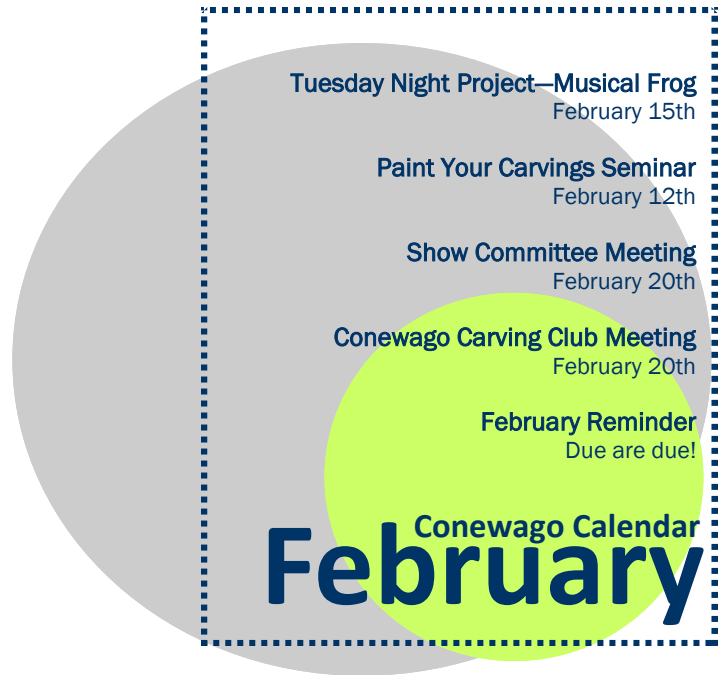 Tuesday Night Project—Musical Frog
February 15th
Paint Your Carvings Seminar
February 12th
Show Committee Meeting
February 20th
Conewago Carving Club Meeting
February 20th
February Reminder
Due are due!
Conewago Calendar
February